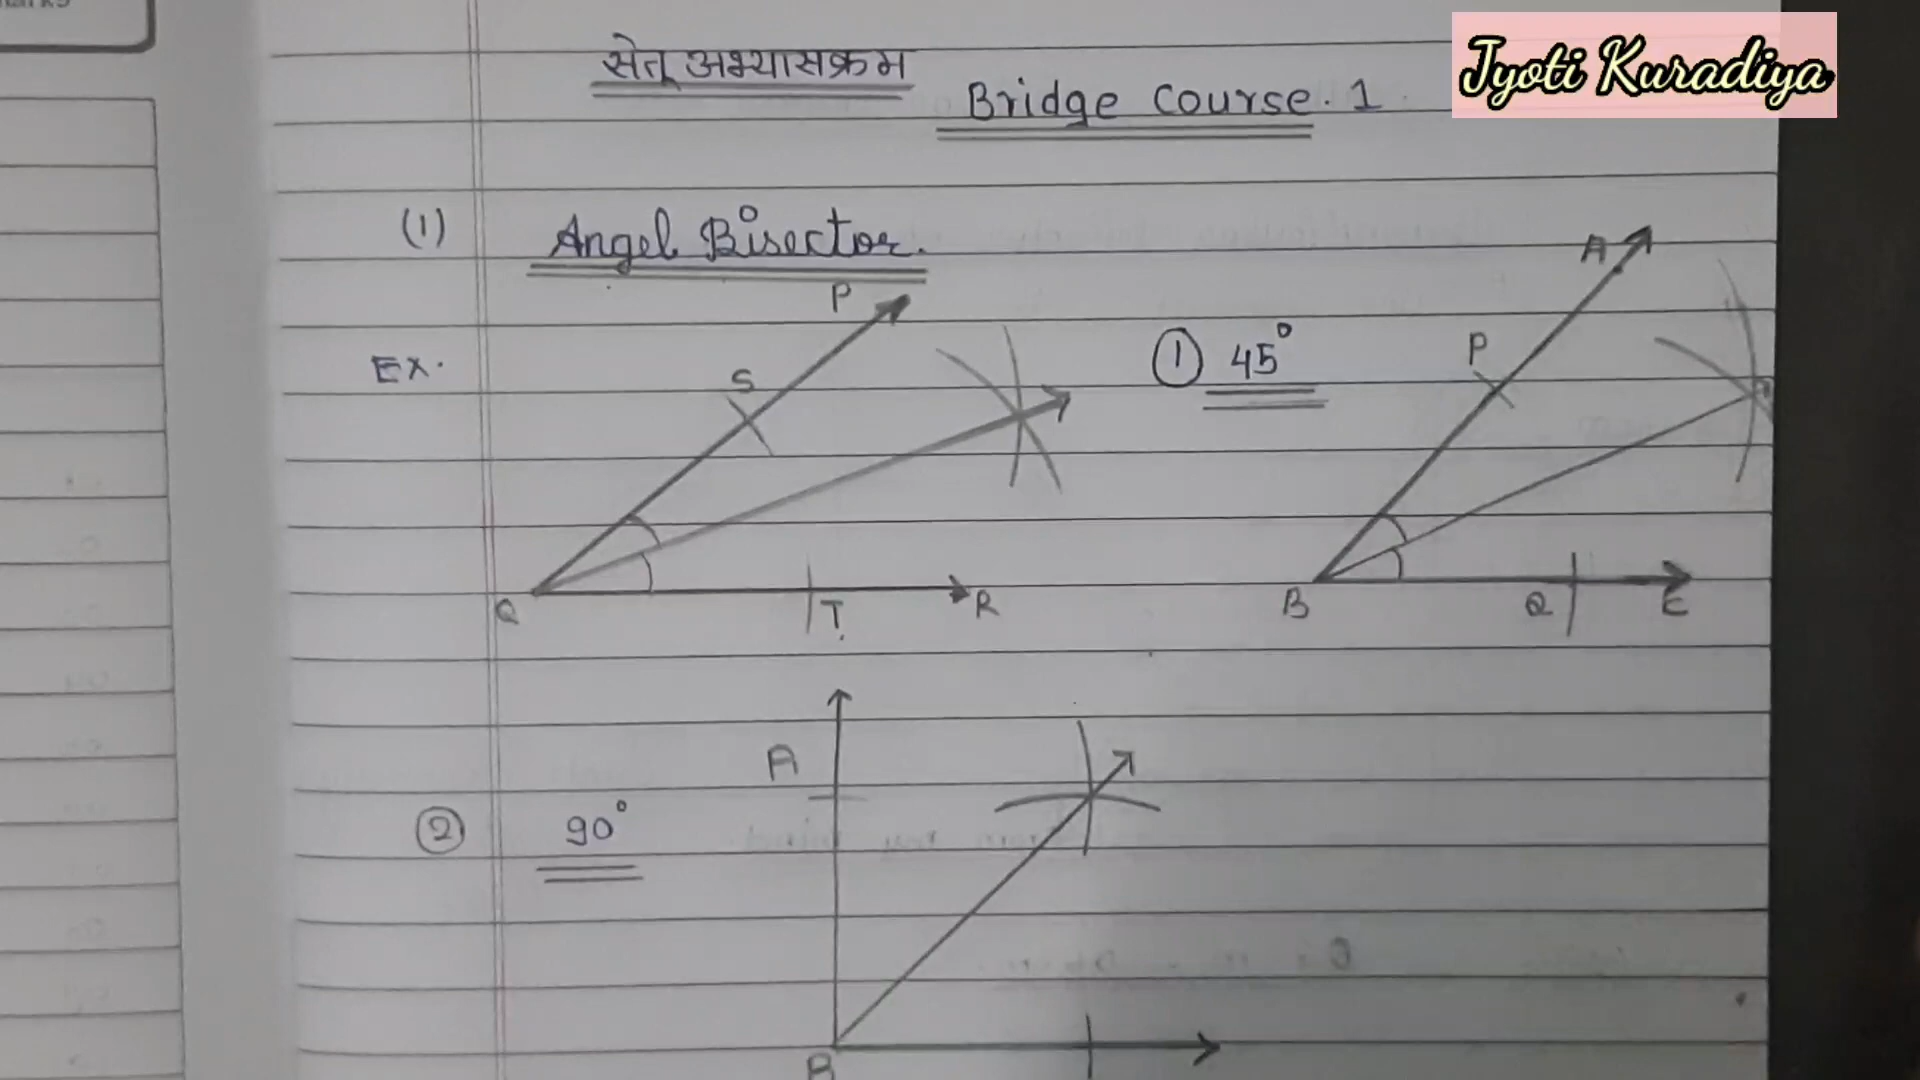 Jyoti Kuradiya
सेतू अभ्यासक्रम
Bridge Course. 1
(1) Angel Bisector.
Ex.
P
S
Q
T
R
① 45°
A
P
B
Q
C
② 90°
A
B